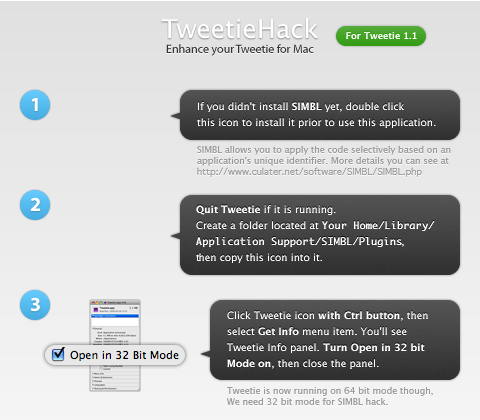 TweetieHack
For Tweetie 1.1
Enhance your Tweetie for Mac
1
If you didn't install SIMBL yet, double click
this icon to install it prior to use this application.
SIMBL allows you to apply the code selectively based on an
application's unique identifier. More details you can see at
http://www.culater.net/software/SIMBL/SIMBL.php
2
Quit Tweetie if it is running.
Create a folder located at Your Home/Library/
Application Support/SIMBL/Plugins,
then copy this icon into it.
3
Open in 32 Bit Mode
Click Tweetie icon with Ctrl button, then
select Get Info menu item. You'll see
Tweetie Info panel. Turn Open in 32 bit
Mode on, then close the panel.
Tweetie is now running on 64 bit mode though,
We need 32 bit mode for SIMBL hack.